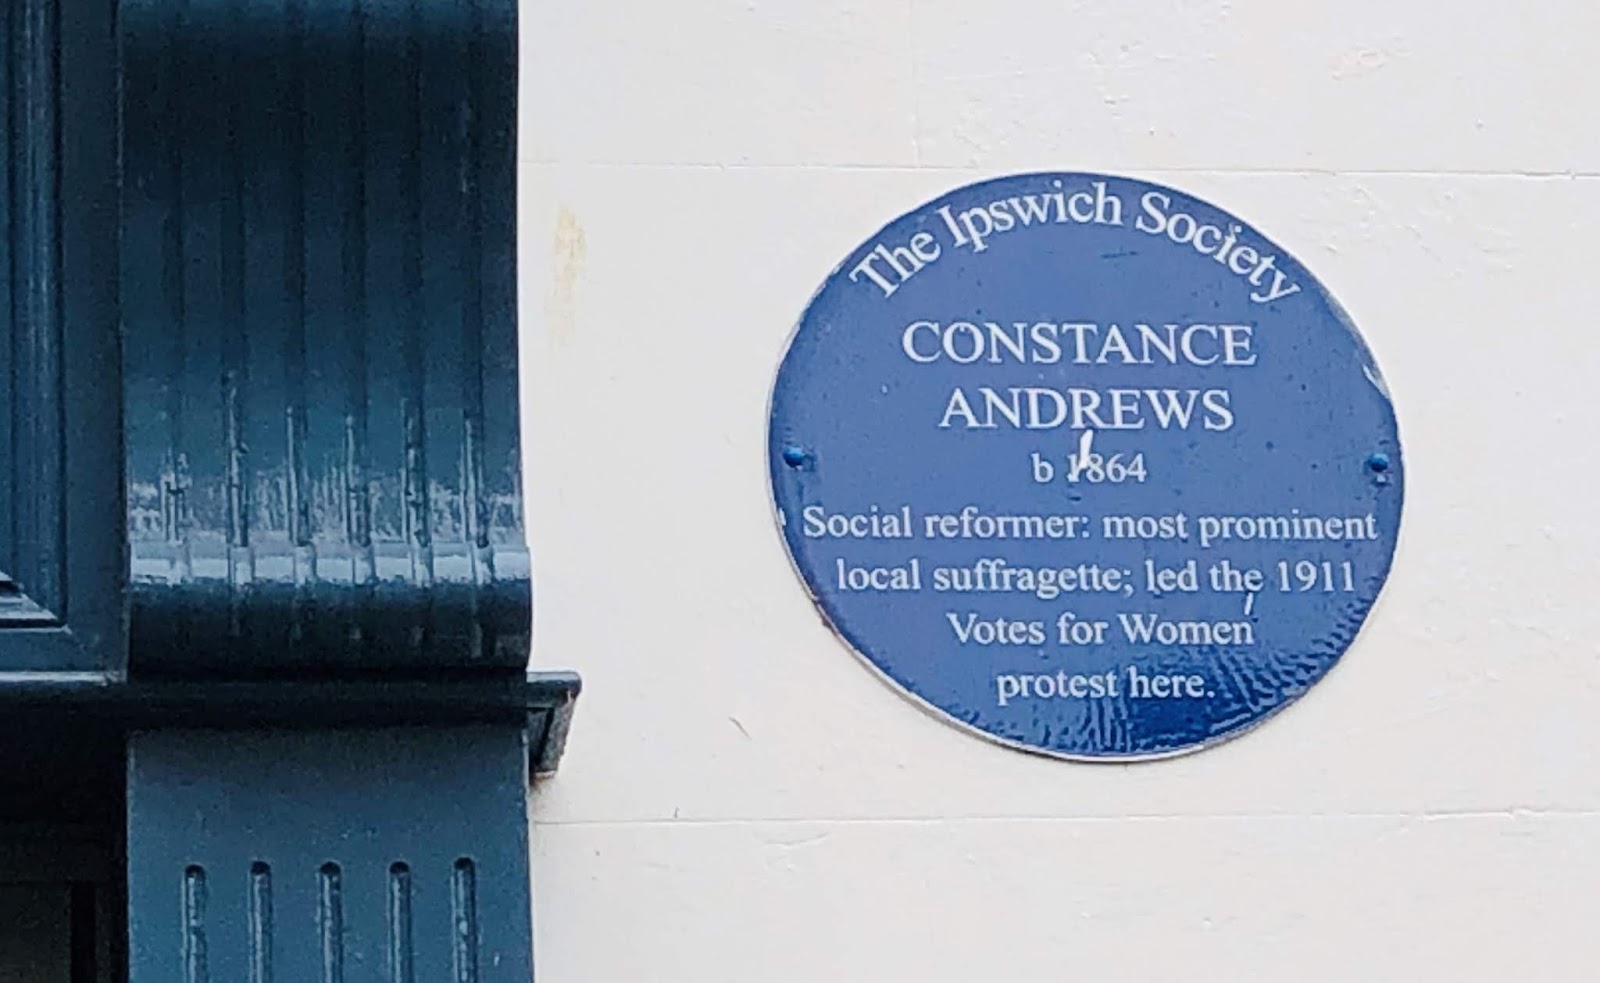 The Ipswich Society
CONSTANCE
ANDREWS
b 1864
Social reformer: most prominent
local suffragette; led the 1911
Votes for Women
protest here.